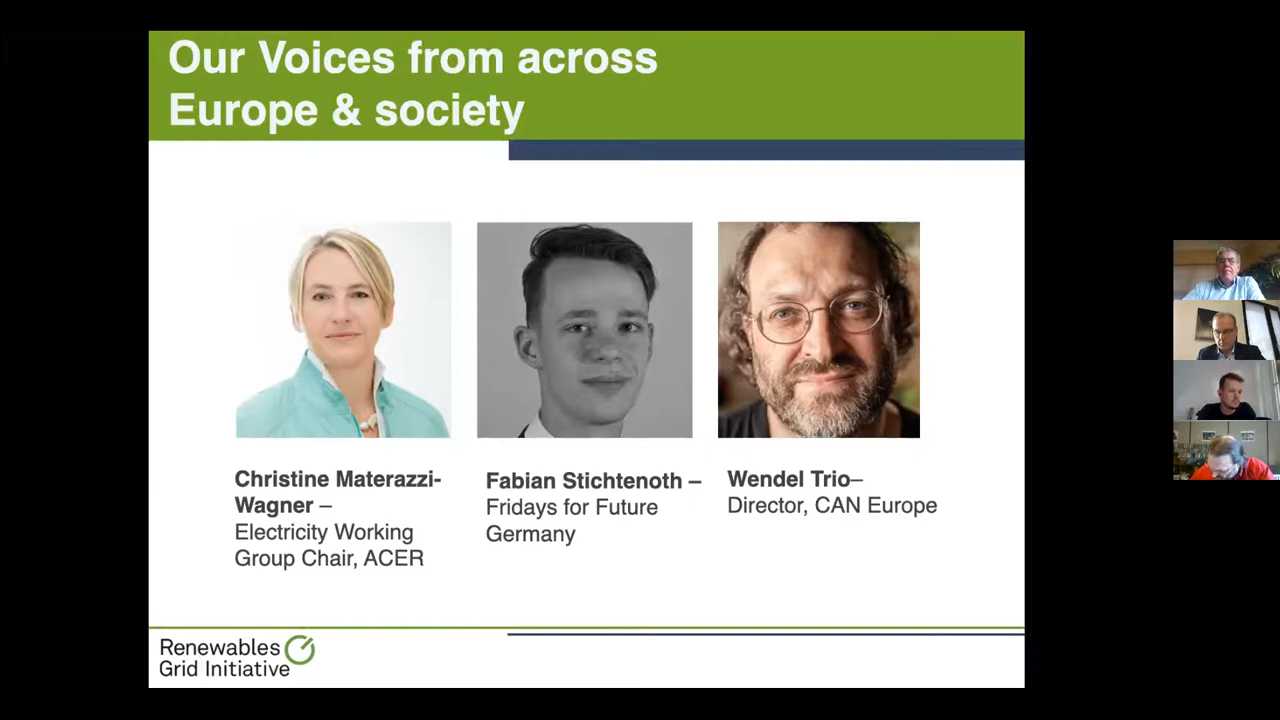 Our Voices from across
Europe & society
Christine Materazzi-
Wagner –
Electricity Working
Group Chair, ACER
Fabian Stichtenoth –
Fridays for Future
Germany
Wendel Trio–
Director, CAN Europe
Renewables
Grid Initiative